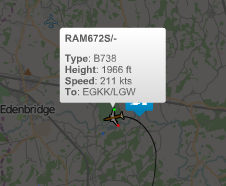 RAM672S/-
Type: B738
Height: 1966 ft
Speed: 211 kts
To: EGKK/LGW
Edenbridge